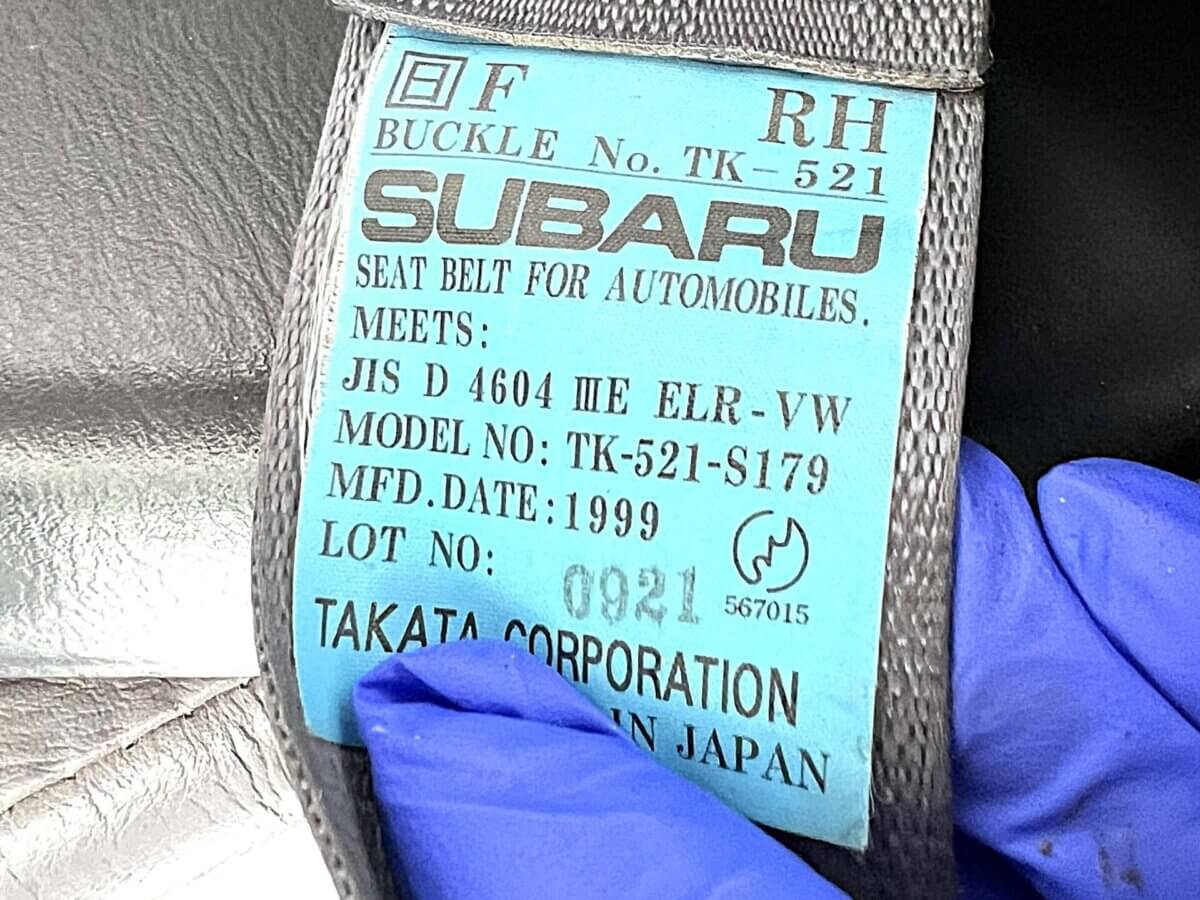 日 F RH
BUCKLE No. TK-521
SUBARU
SEAT BELT FOR AUTOMOBILES.
MEETS:
JIS D 4604 ⅢE ELR-VW
MODEL NO: TK-521-S179
MFD.DATE:1999
LOT NO: 0921
567015
TAKATA CORPORATION
IN JAPAN